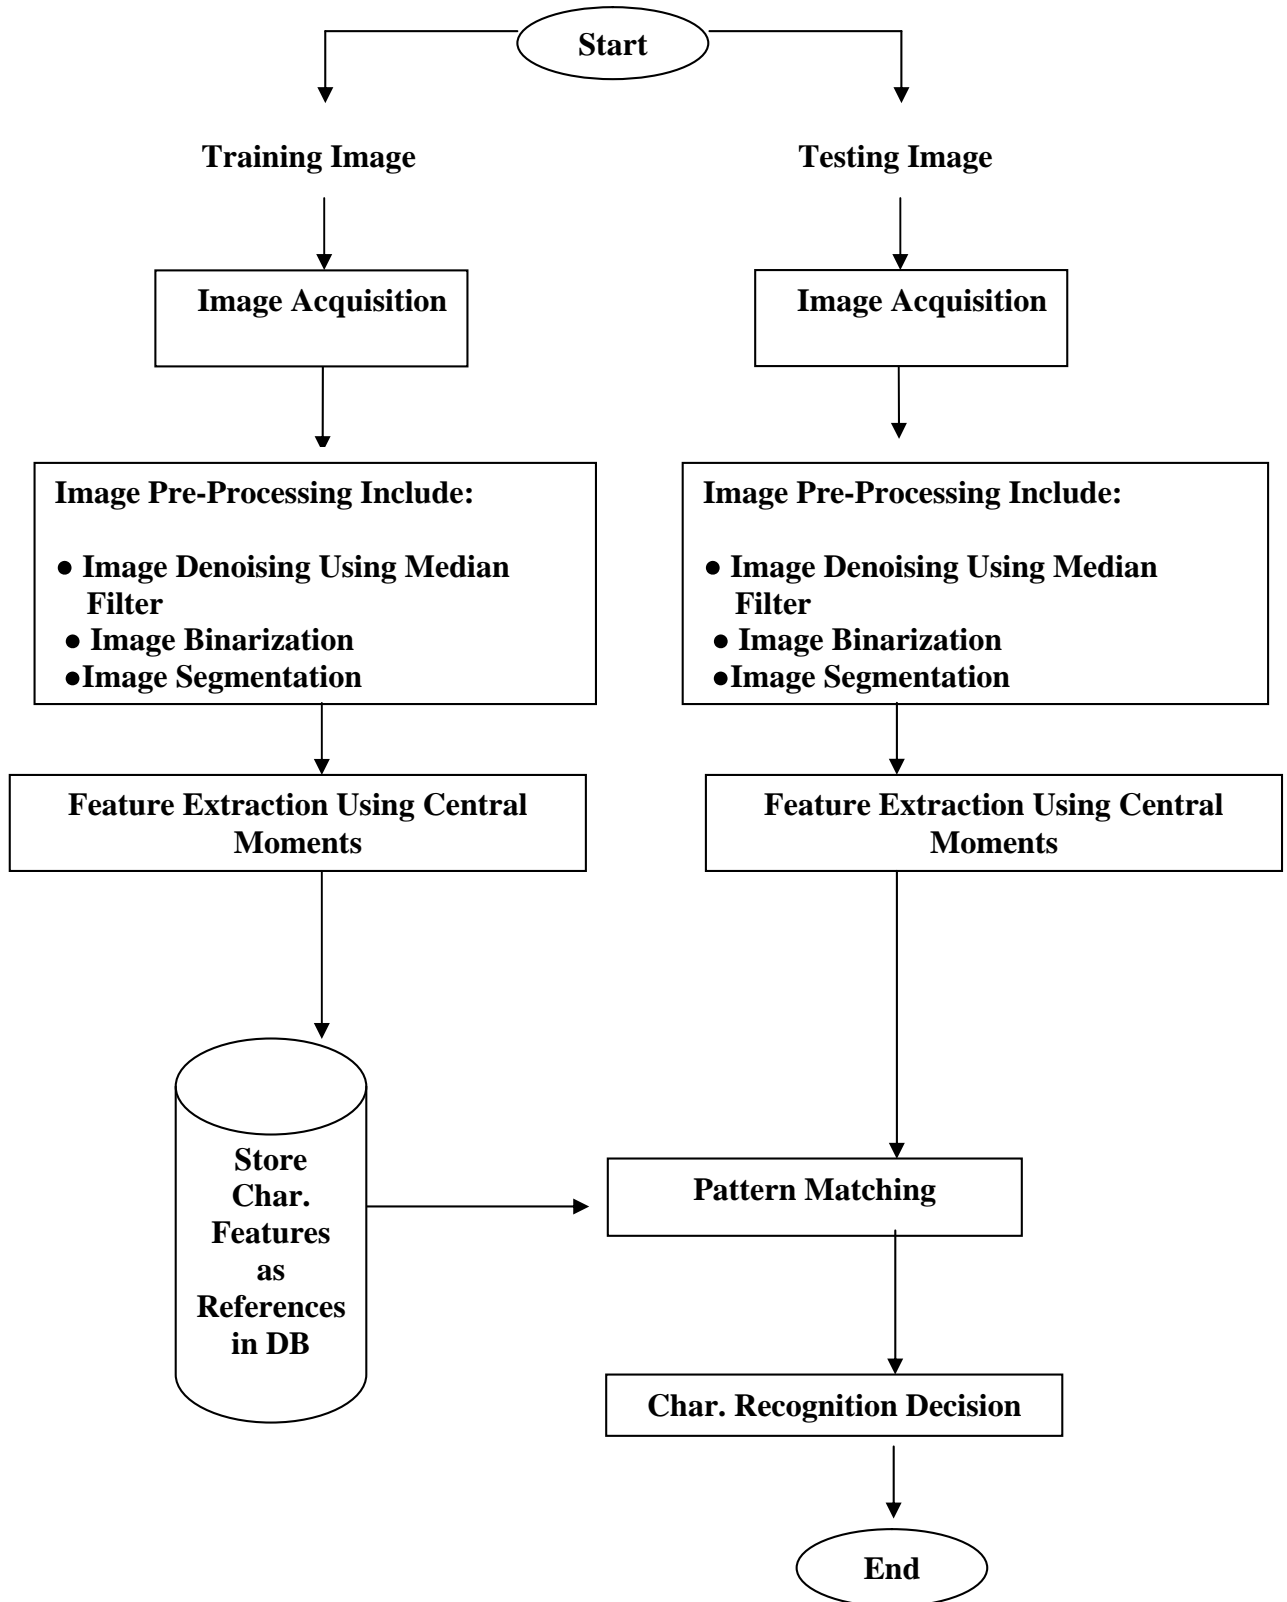 Start
Training Image
Testing Image
Image Acquisition
Image Acquisition
Image Pre-Processing Include:
● Image Denoising Using Median
Filter
● Image Binarization
●Image Segmentation
Image Pre-Processing Include:
● Image Denoising Using Median
Filter
● Image Binarization
●Image Segmentation
Feature Extraction Using Central
Moments
Feature Extraction Using Central
Moments
Store
Char.
Features
as
References
in DB
Pattern Matching
Char. Recognition Decision
End